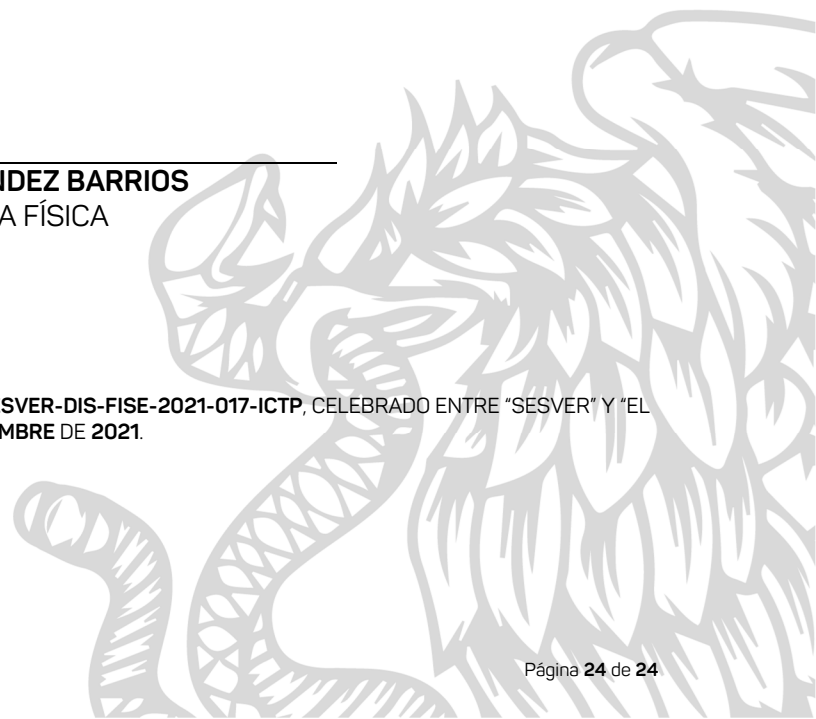 NDEZ BARRIOS
A FÍSICA
SVER-DIS-FISE-2021-017-ICTP, CELEBRADO ENTRE “SESVER” Y “EL
MBRE DE 2021.
Página 24 de 24